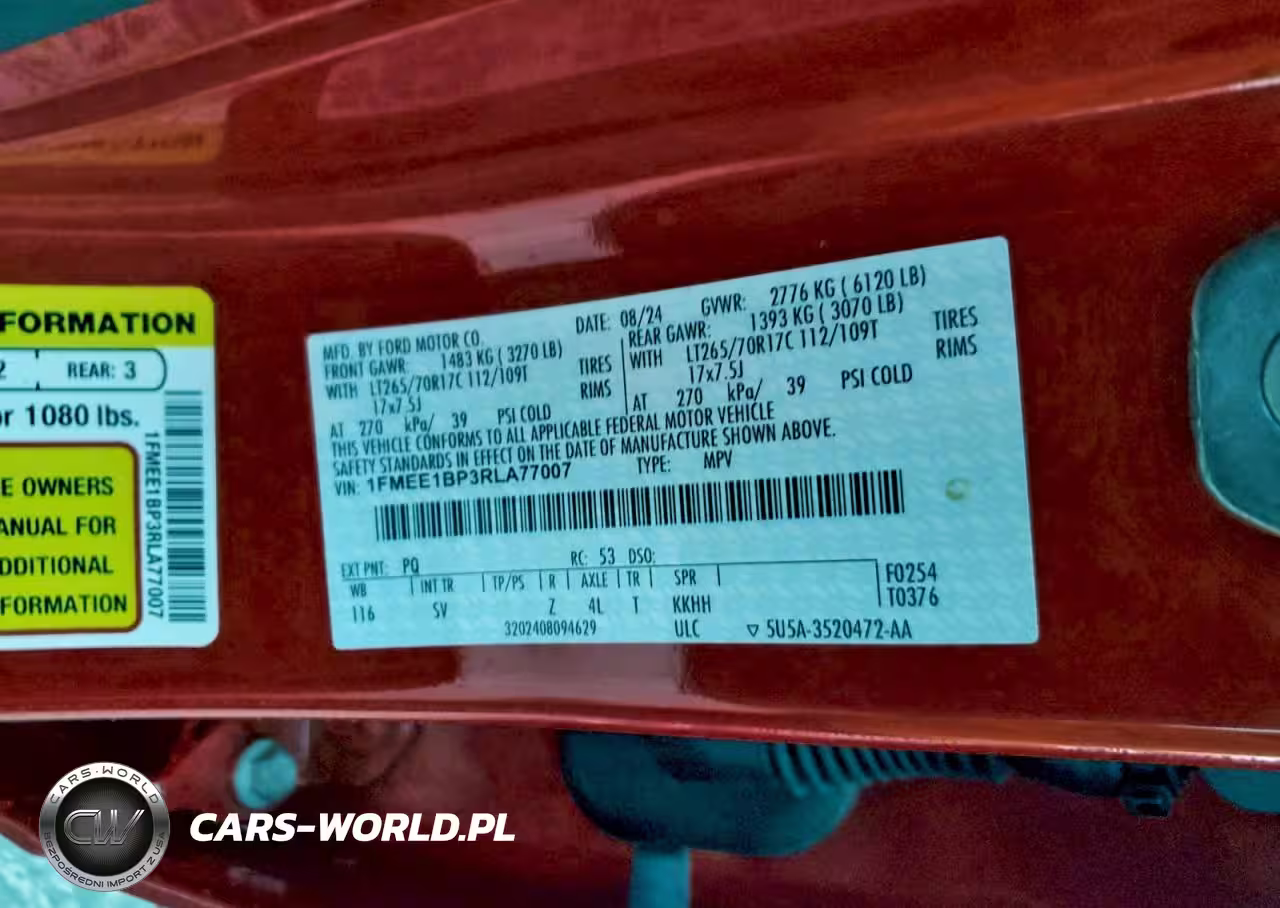 FORMATION
2 REAR: 3
or 1080 lbs.
E OWNERS
ANUAL FOR
DDITIONAL
FORMATION
1FMEE1BP3RLA77007
MFD. BY FORD MOTOR CO. DATE: 08/24 GVWR: 2776 KG ( 6120 LB)
FRONT GAWR: 1483 KG ( 3270 LB) REAR GAWR: 1393 KG ( 3070 LB)
WITH LT265/70R17C 112/109T TIRES WITH LT265/70R17C 112/109T TIRES
17x7.5J RIMS 17x7.5J RIMS
AT 270 kPa/ 39 PSI COLD AT 270 kPa/ 39 PSI COLD
THIS VEHICLE CONFORMS TO ALL APPLICABLE FEDERAL MOTOR VEHICLE
SAFETY STANDARDS IN EFFECT ON THE DATE OF MANUFACTURE SHOWN ABOVE.
VIN: 1FMEE1BP3RLA77007 TYPE: MPV
EXT PNT: PQ RC: 53 DSO:
WB INT TR TP/PS R AXLE TR SPR F0254
116 SV Z 4L T KKHH T0376
3202408094629 ULC ▽ 5U5A-3520472-AA
CARS-WORLD
CW
BEZPOŚREDNI IMPORT Z USA
CARS-WORLD.PL